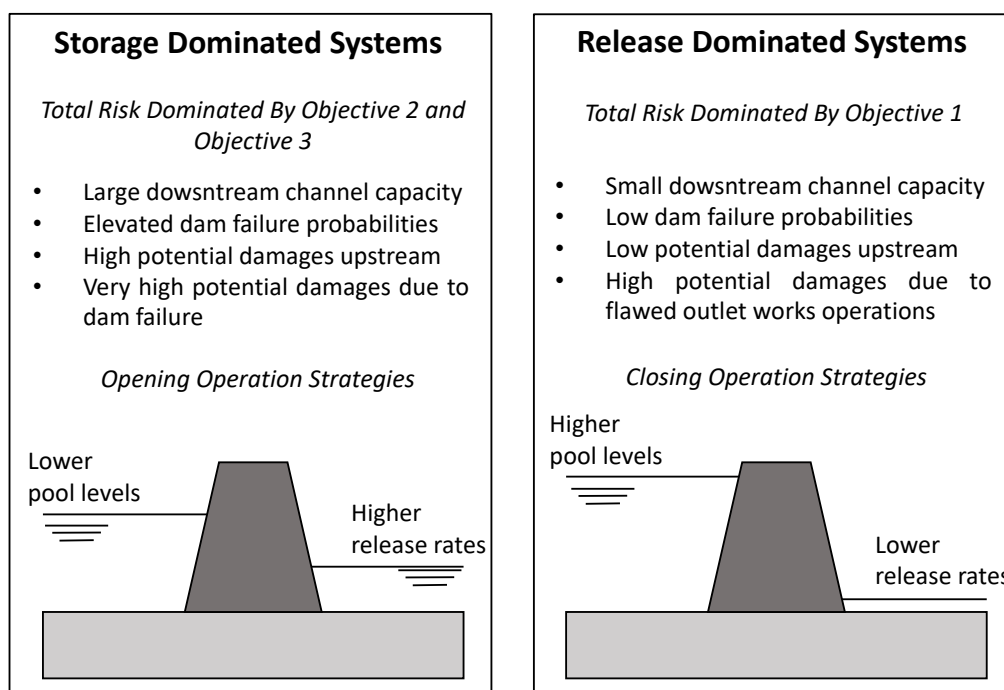 Storage Dominated Systems
Total Risk Dominated By Objective 2 and
Objective 3
• Large dowsntream channel capacity
• Elevated dam failure probabilities
• High potential damages upstream
• Very high potential damages due to
dam failure
Opening Operation Strategies
Lower
pool levels
Higher
release rates
Release Dominated Systems
Total Risk Dominated By Objective 1
• Small dowsntream channel capacity
• Low dam failure probabilities
• Low potential damages upstream
• High potential damages due to
flawed outlet works operations
Closing Operation Strategies
Higher
pool levels
Lower
release rates